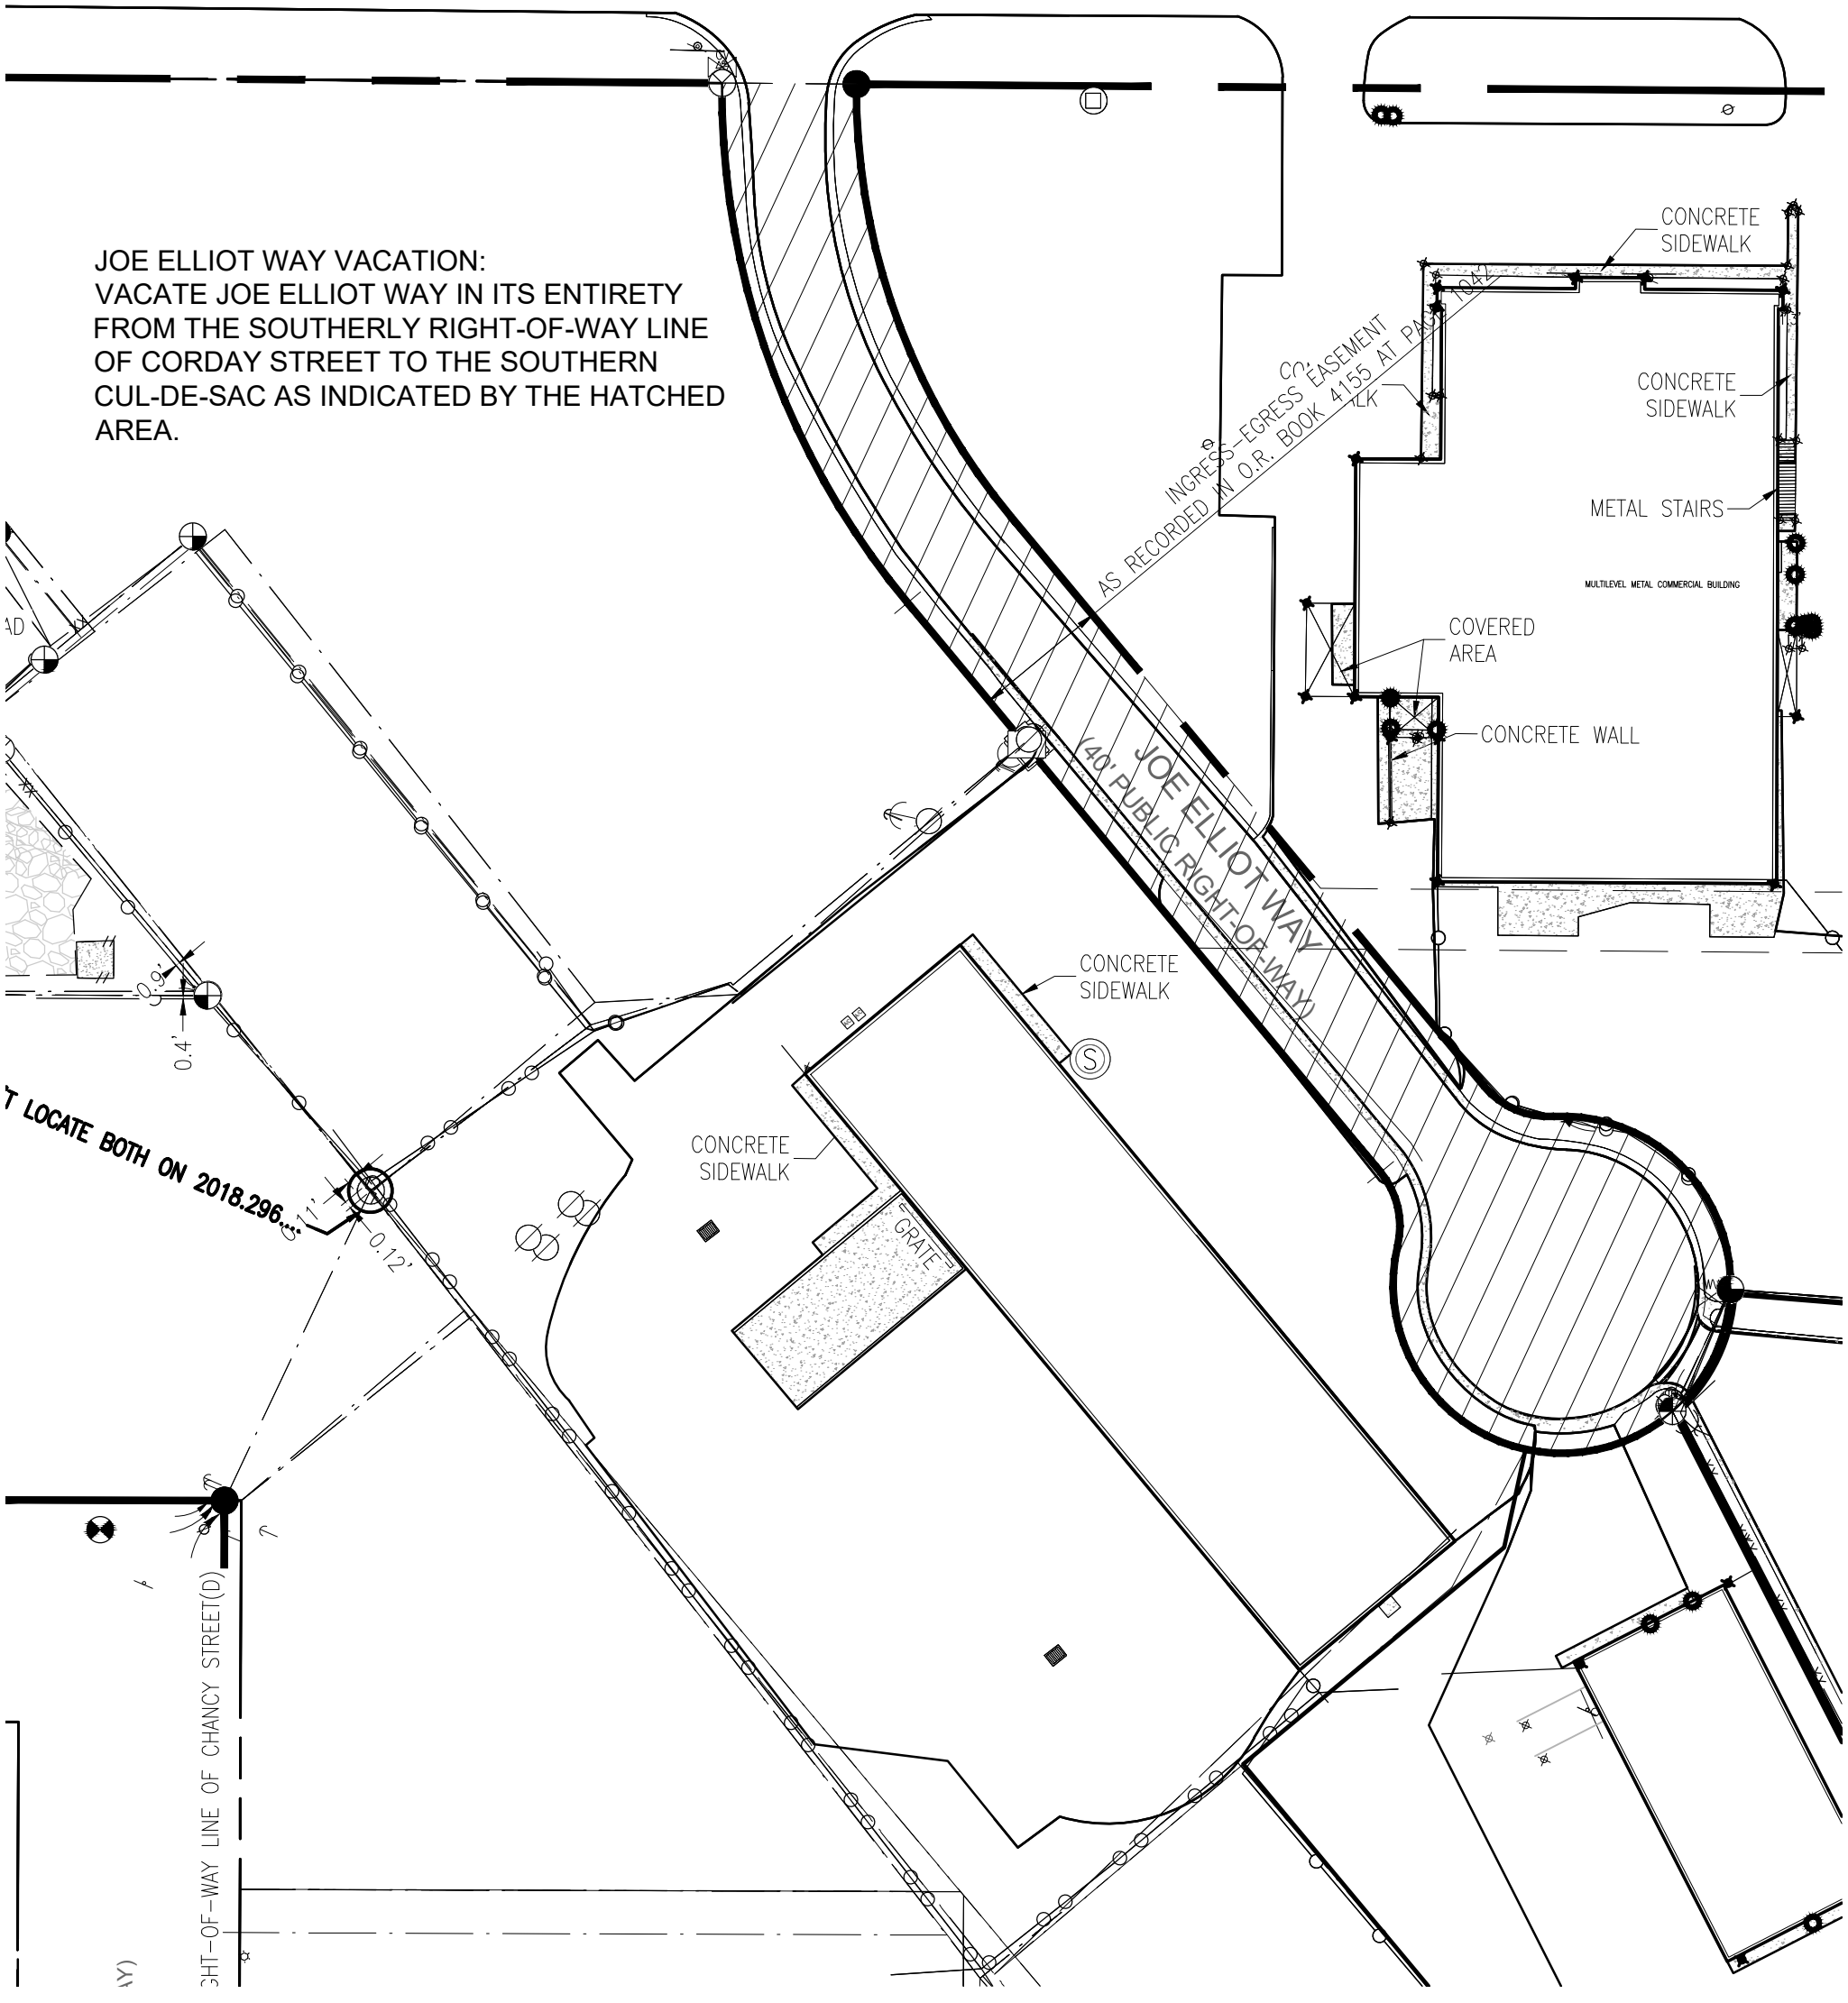 JOE ELLIOT WAY VACATION:
VACATE JOE ELLIOT WAY IN ITS ENTIRETY
FROM THE SOUTHERLY RIGHT-OF-WAY LINE
OF CORDAY STREET TO THE SOUTHERN
CUL-DE-SAC AS INDICATED BY THE HATCHED
AREA.
CONCRETE
SIDEWALK
INGRESS-EGRESS EASEMENT
AS RECORDED IN O.R. BOOK 4155 AT 1042
CONCRETE
SIDEWALK
METAL STAIRS
MULTILEVEL METAL COMMERCIAL BUILDING
COVERED
AREA
CONCRETE WALL
AD
JOE ELLIOT WAY
(40' PUBLIC RIGHT-OF-WAY)
CONCRETE
SIDEWALK
S
0.9'
0.4'
T LOCATE BOTH ON 2018.296....
0.12'
CONCRETE
SIDEWALK
GRATE
GHT-OF-WAY LINE OF CHANCY STREET(D)
AY)